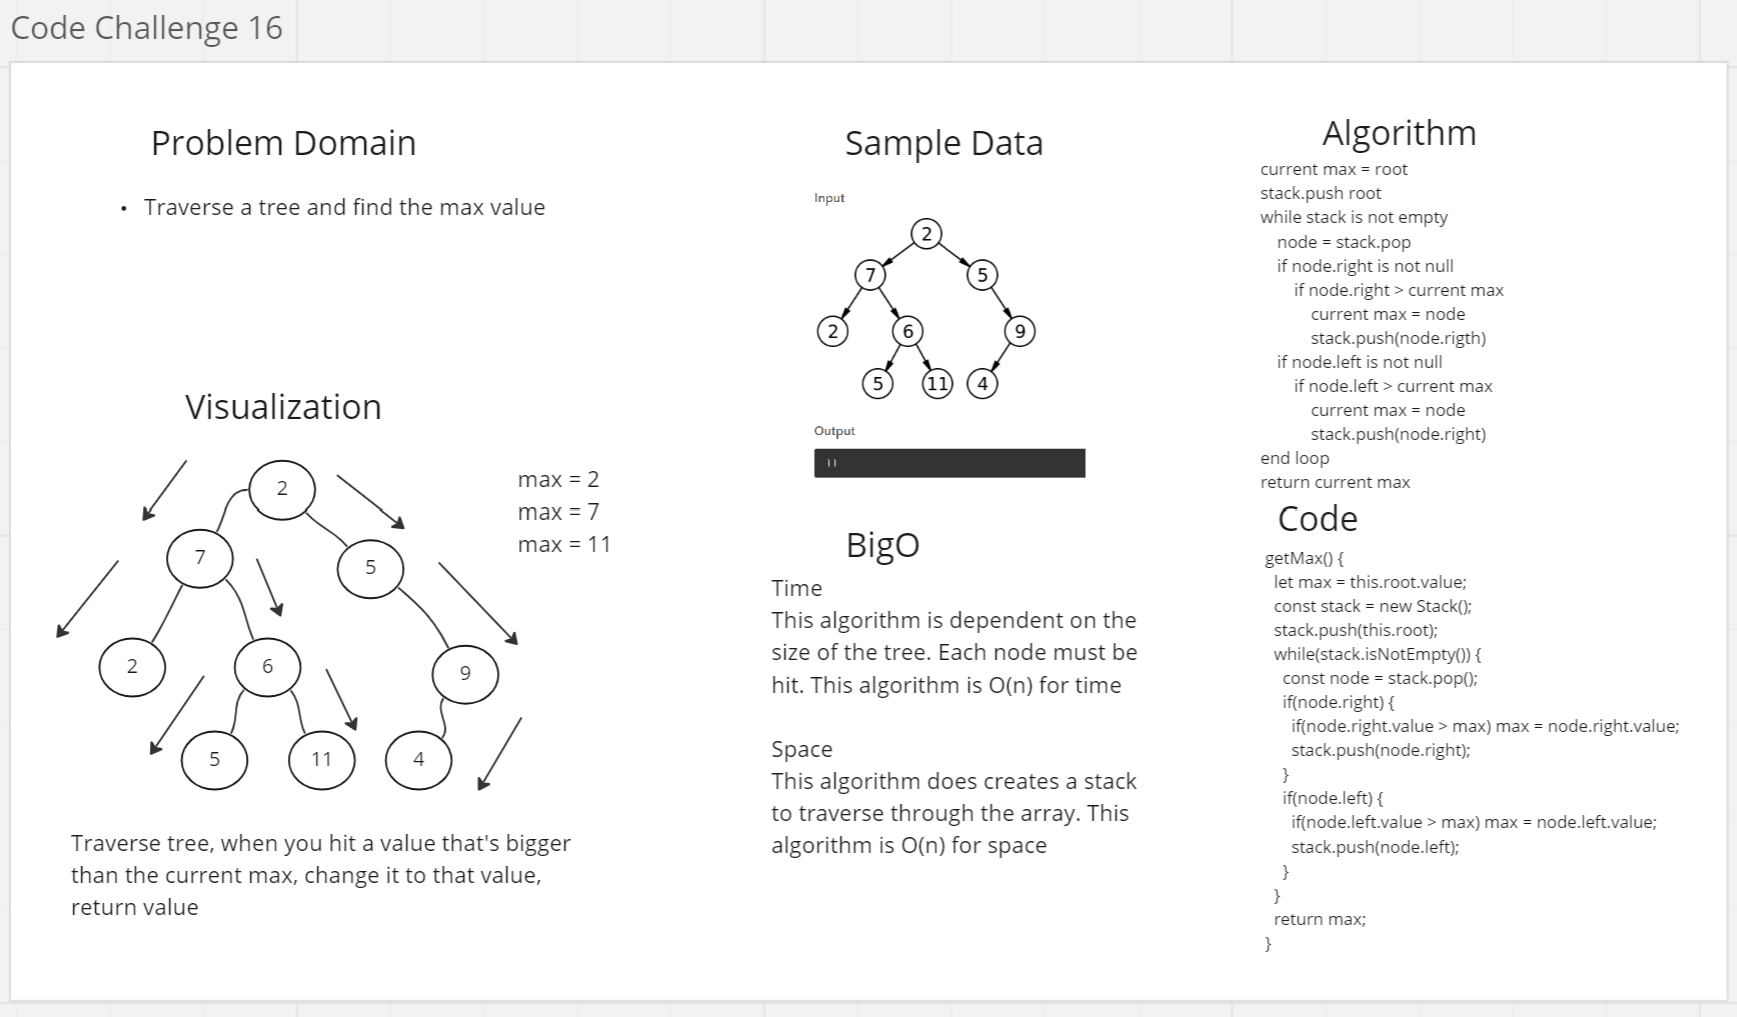 Code Challenge 16
Problem Domain
• Traverse a tree and find the max value
Visualization
2
7
5
2
6
9
5
11
4
max = 2
max = 7
max = 11
Traverse tree, when you hit a value that's bigger
than the current max, change it to that value,
return value
Sample Data
Input
2
7
5
2
6
9
5
11
4
Output
11
BigO
Time
This algorithm is dependent on the
size of the tree. Each node must be
hit. This algorithm is O(n) for time
Space
This algorithm does creates a stack
to traverse through the array. This
algorithm is O(n) for space
Algorithm
current max = root
stack.push root
while stack is not empty
node = stack.pop
if node.right is not null
if node.right > current max
current max = node
stack.push(node.rigth)
if node.left is not null
if node.left > current max
current max = node
stack.push(node.right)
end loop
return current max
Code
getMax() {
let max = this.root.value;
const stack = new Stack();
stack.push(this.root);
while(stack.isNotEmpty()) {
const node = stack.pop();
if(node.right) {
if(node.right.value > max) max = node.right.value;
stack.push(node.right);
}
if(node.left) {
if(node.left.value > max) max = node.left.value;
stack.push(node.left);
}
}
return max;
}